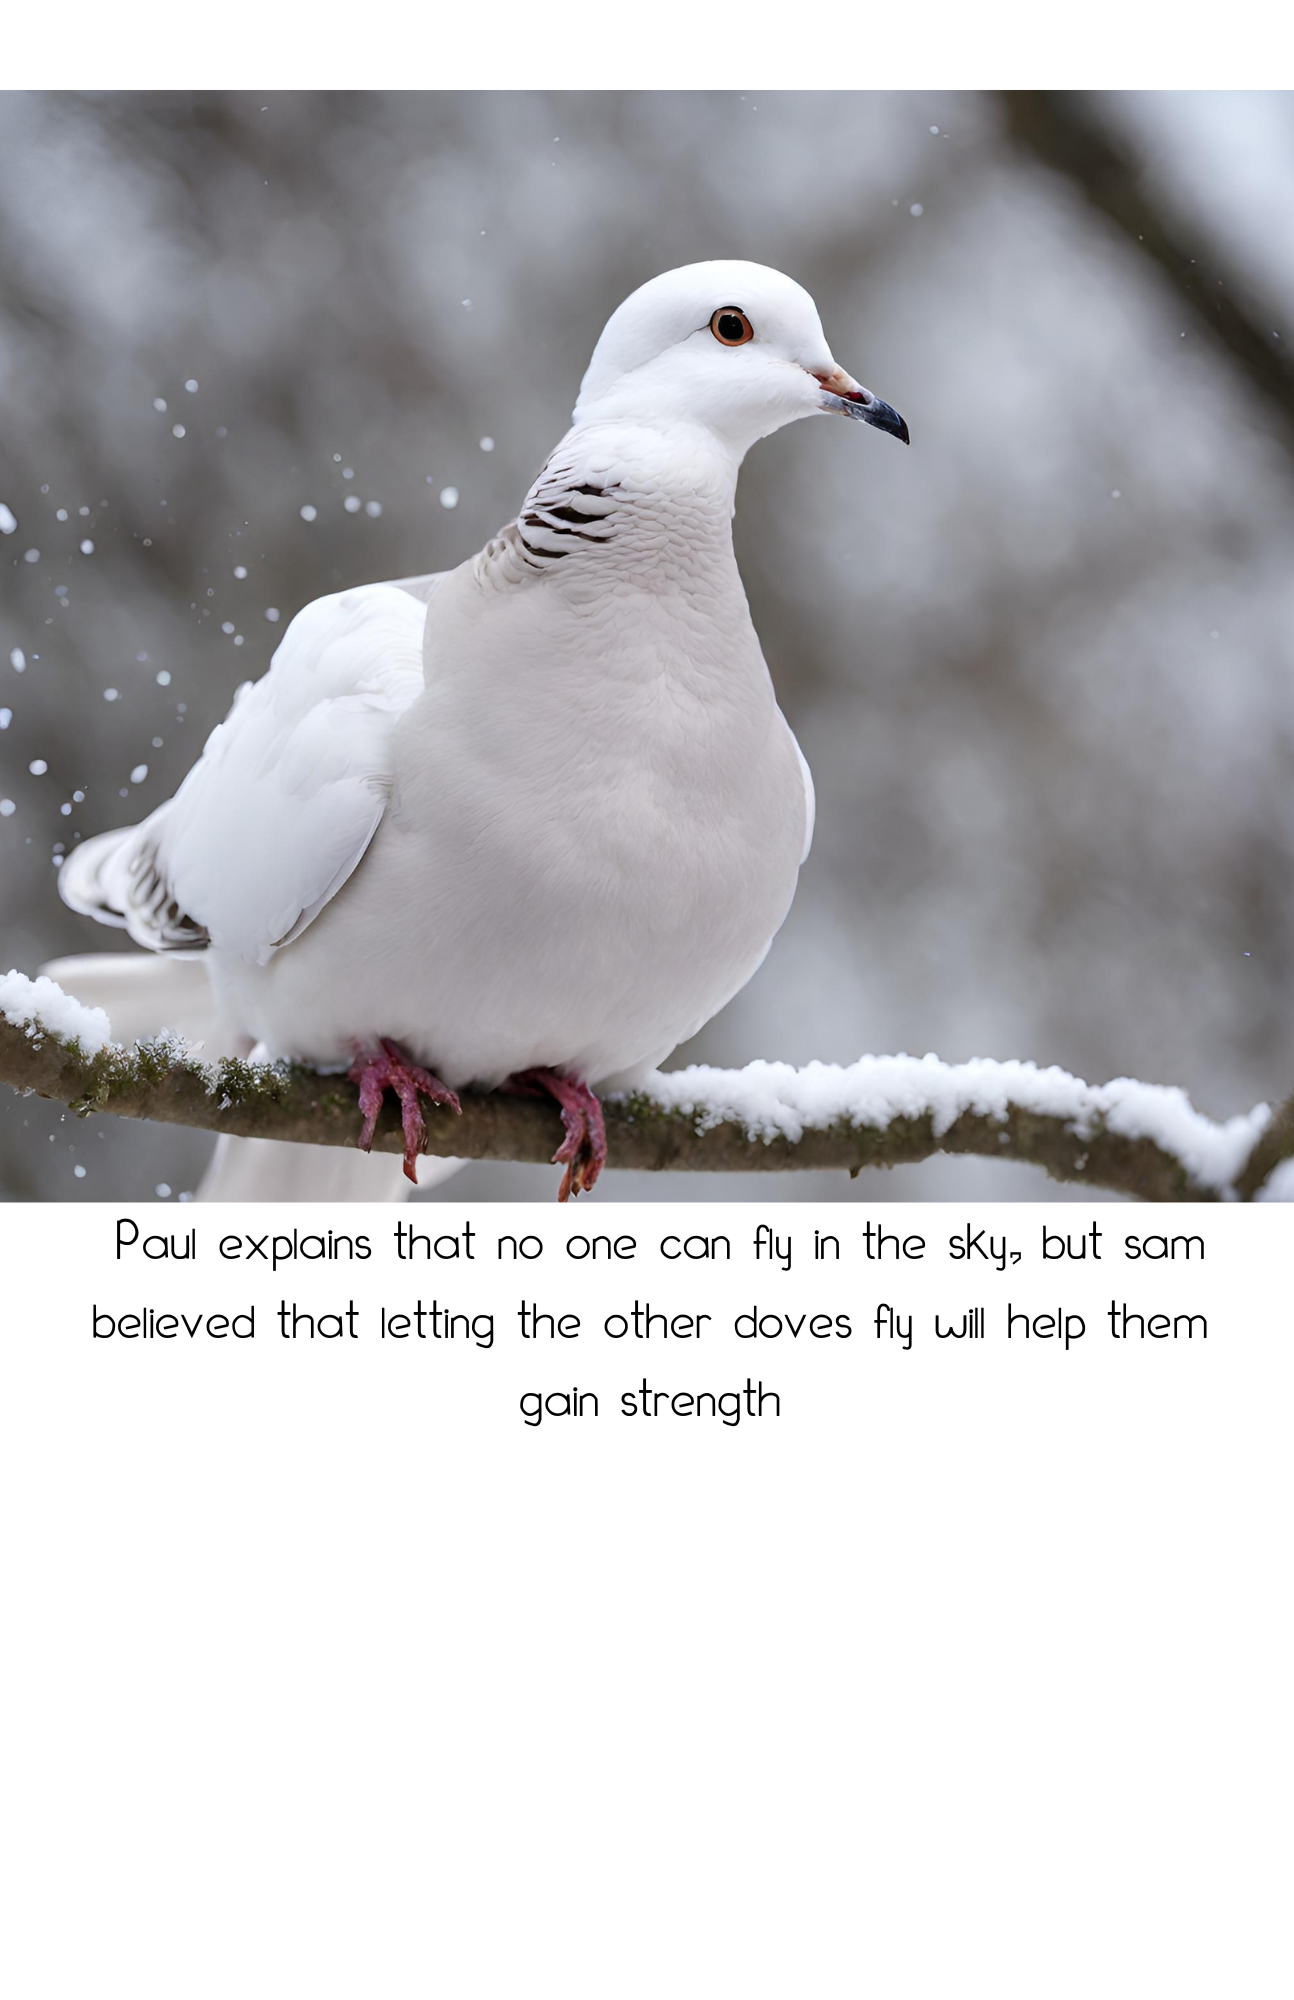 Paul explains that no one can fly in the sky, but sam
believed that letting the other doves fly will help them
gain strength